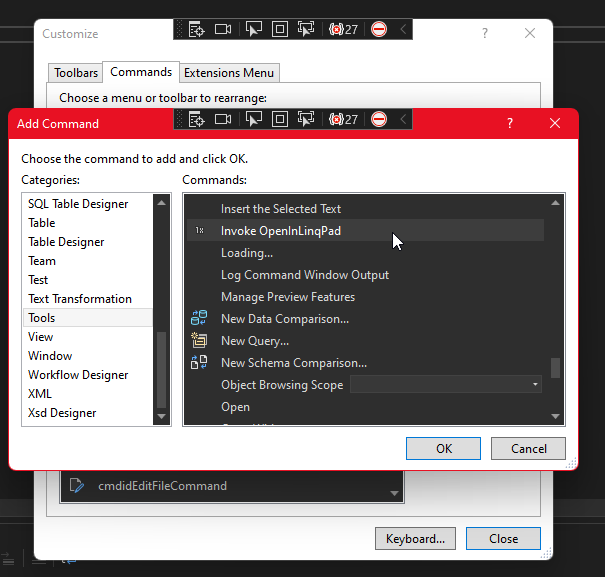 Customize
27
?
Toolbars
Commands
Extensions Menu
Choose a menu or toolbar to rearrange:
Add Command
27
?
Choose the command to add and click OK.
Categories:
Commands:
SQL Table Designer
Table
Table Designer
Team
Test
Text Transformation
Tools
View
Window
Workflow Designer
XML
Xsd Designer
Insert the Selected Text
1x Invoke OpenInLinqPad
Loading...
Log Command Window Output
Manage Preview Features
New Data Comparison...
New Query...
New Schema Comparison...
Object Browsing Scope
Open
OK
Cancel
cmdidEditFileCommand
Keyboard...
Close